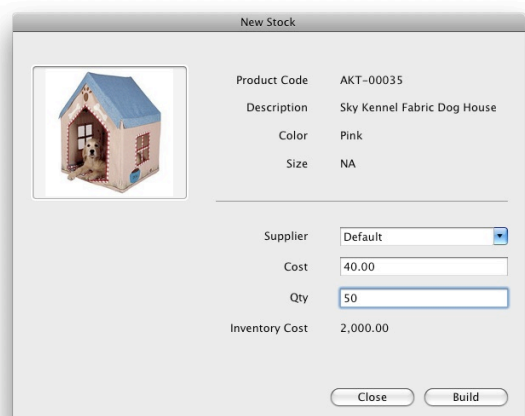 New Stock
Product Code AKT-00035
Description Sky Kennel Fabric Dog House
Color Pink
Size NA
Supplier Default
Cost 40.00
Qty 50
Inventory Cost 2,000.00
Close Build